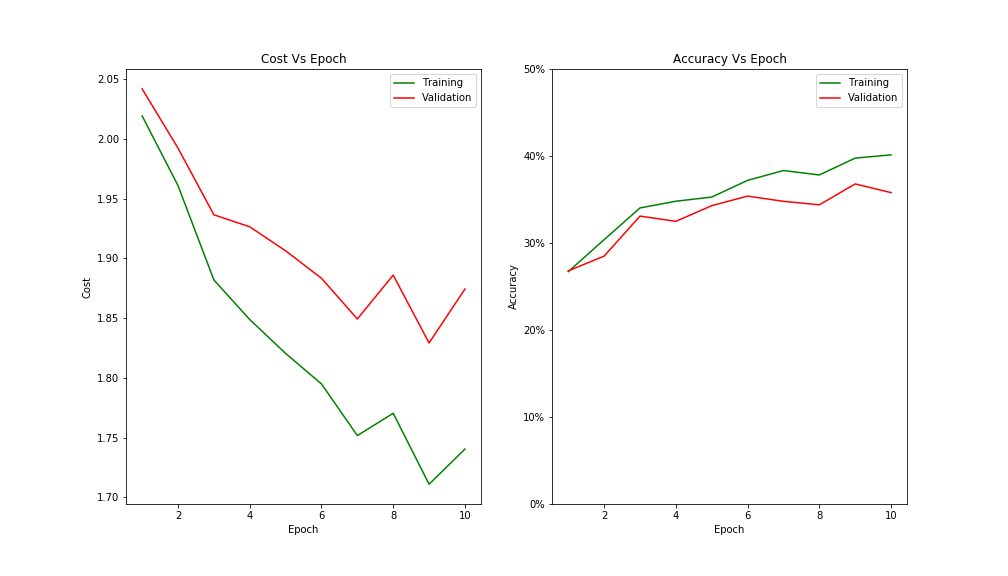 Cost Vs Epoch
Training
Validation
2.05
2.00
1.95
1.90
1.85
1.80
1.75
1.70
Cost
2 4 6 8 10
Epoch
Accuracy Vs Epoch
Training
Validation
50%
40%
30%
20%
10%
0%
Accuracy
2 4 6 8 10
Epoch